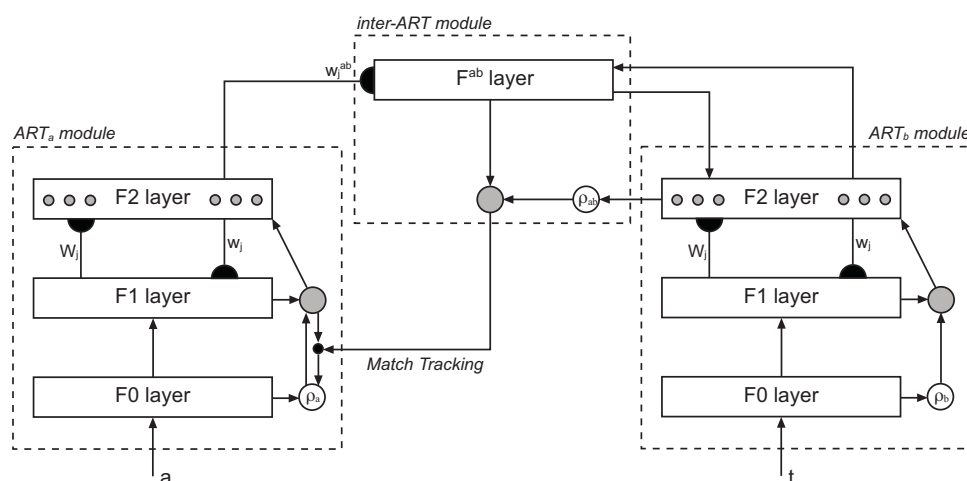 inter-ART module
w_j^ab
F^ab layer
ART_a module
ART_b module
F2 layer
ρ_ab
F2 layer
W_j
w_j
W_j
w_j
F1 layer
F1 layer
Match Tracking
F0 layer
ρ_a
F0 layer
ρ_b
a
t